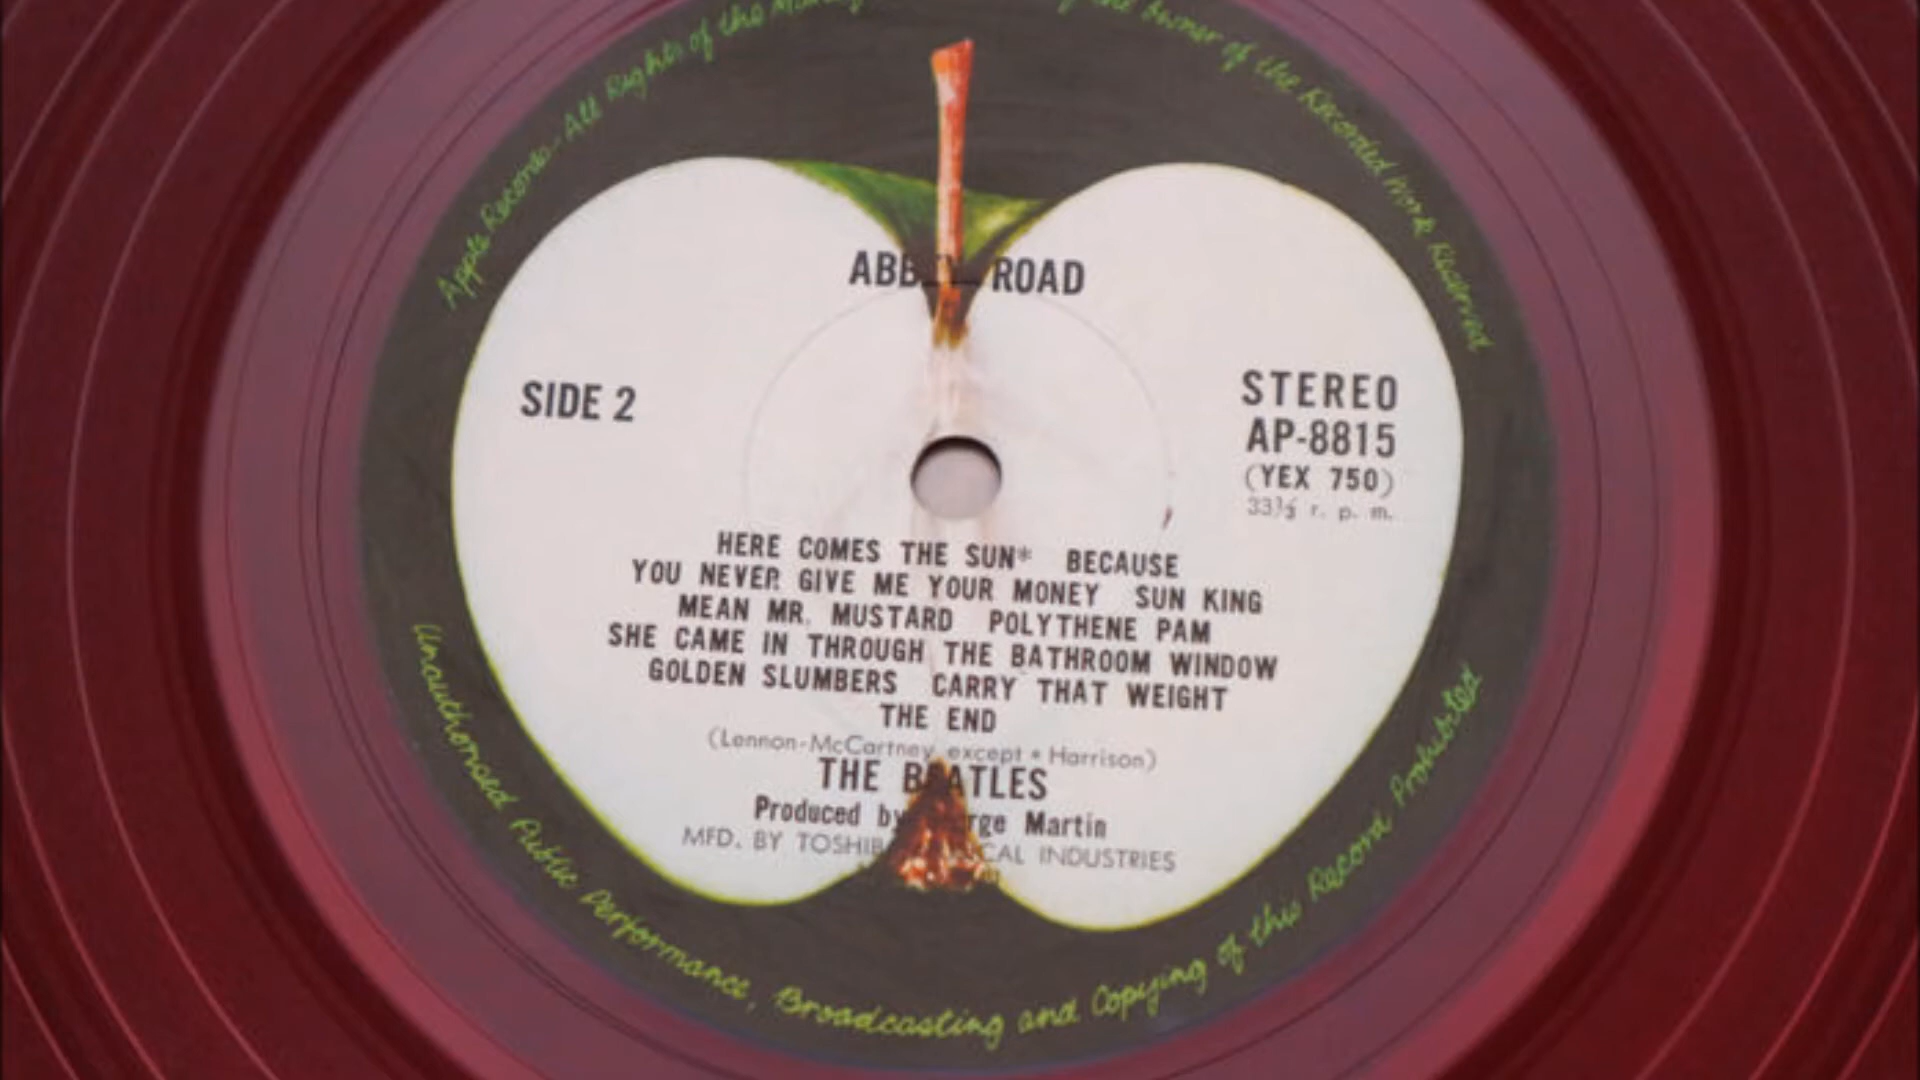 Apple Records-All Rights of the
owner of the Recorded Work Reserved
ABBEY ROAD
SIDE 2
STEREO
AP-8815
(YEX 750)
33⅓ r. p. m.
HERE COMES THE SUN* BECAUSE
YOU NEVER GIVE ME YOUR MONEY SUN KING
MEAN MR. MUSTARD POLYTHENE PAM
SHE CAME IN THROUGH THE BATHROOM WINDOW
GOLDEN SLUMBERS CARRY THAT WEIGHT
THE END
(Lennon-McCartney except * Harrison)
THE BEATLES
Produced by George Martin
MFD. BY TOSHIBA INDUSTRIES
Unauthorised Public Performance, Broadcasting and Copying of this Record Prohibited